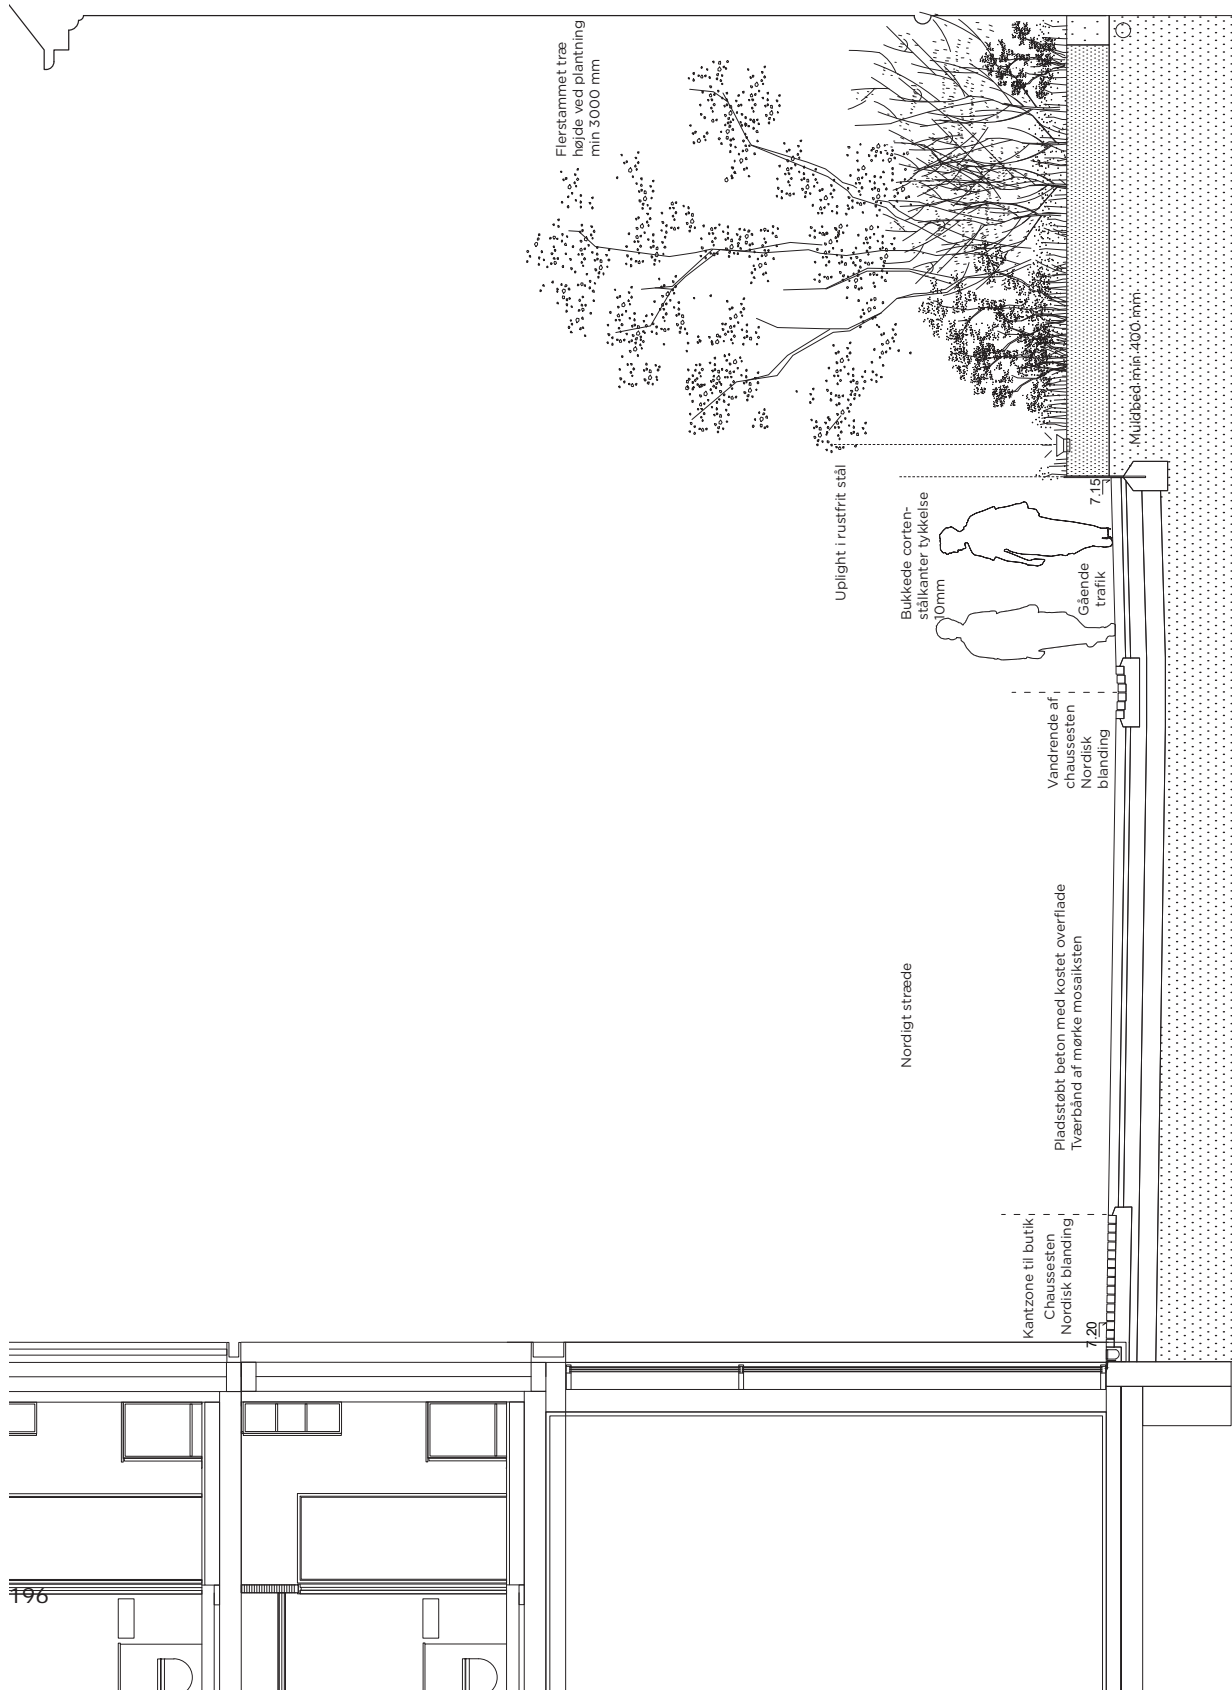 Flerstammet træ
højde ved plantning
min 3000 mm
Uplight i rustfrit stål
Bukkede corten-
stålkanter tykkelse
10mm
Gående
trafik
7.15
Muldbed min 400 mm
Vandrende af
chaussesten
Nordisk
blanding
Nordigt stræde
Pladsstøbt beton med kostet overflade
Tværbånd af mørke mosaiksten
Kantzone til butik
Chaussesten
Nordisk blanding
7.20
196